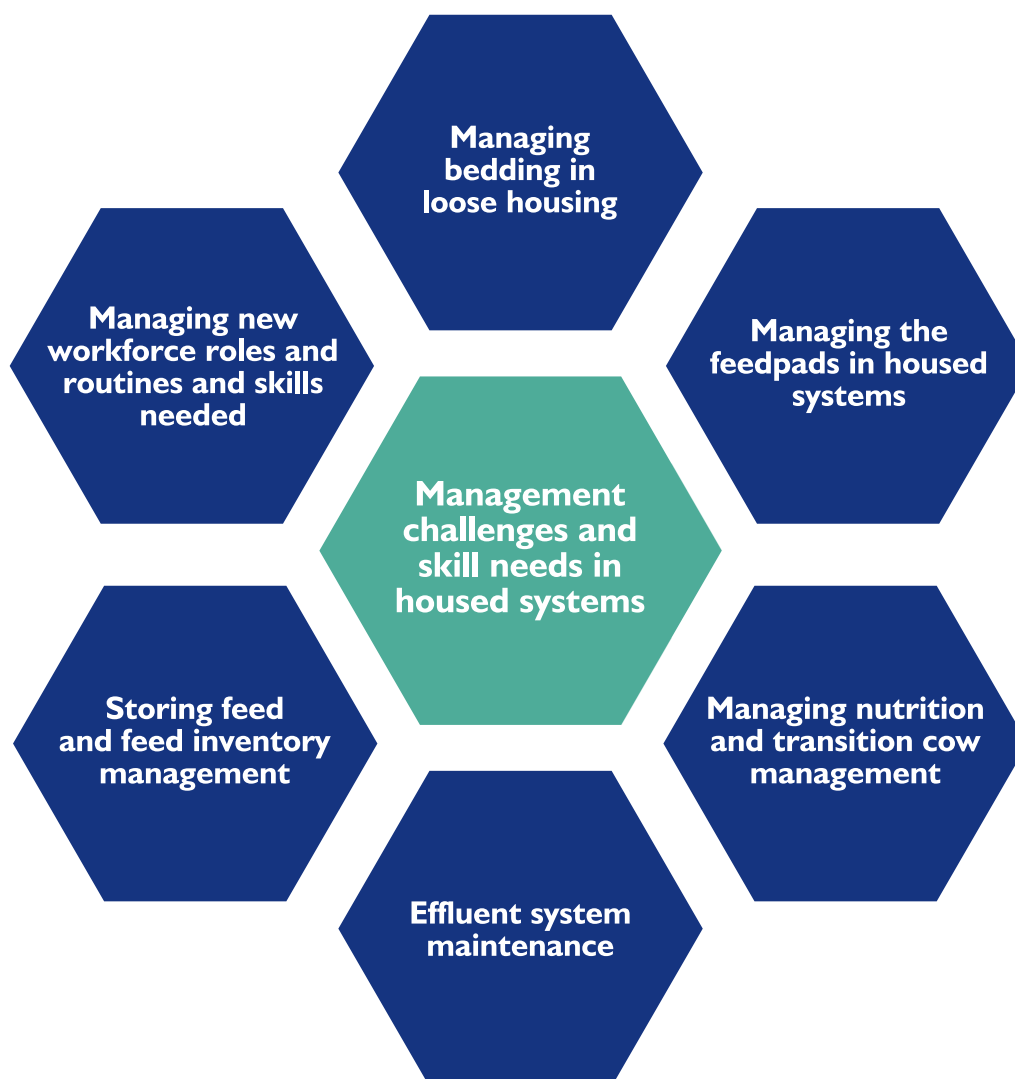 Managing
bedding in
loose housing
Managing new
workforce roles and
routines and skills
needed
Managing the
feedpads in housed
systems
Management
challenges and
skill needs in
housed systems
Storing feed
and feed inventory
management
Managing nutrition
and transition cow
management
Effluent system
maintenance